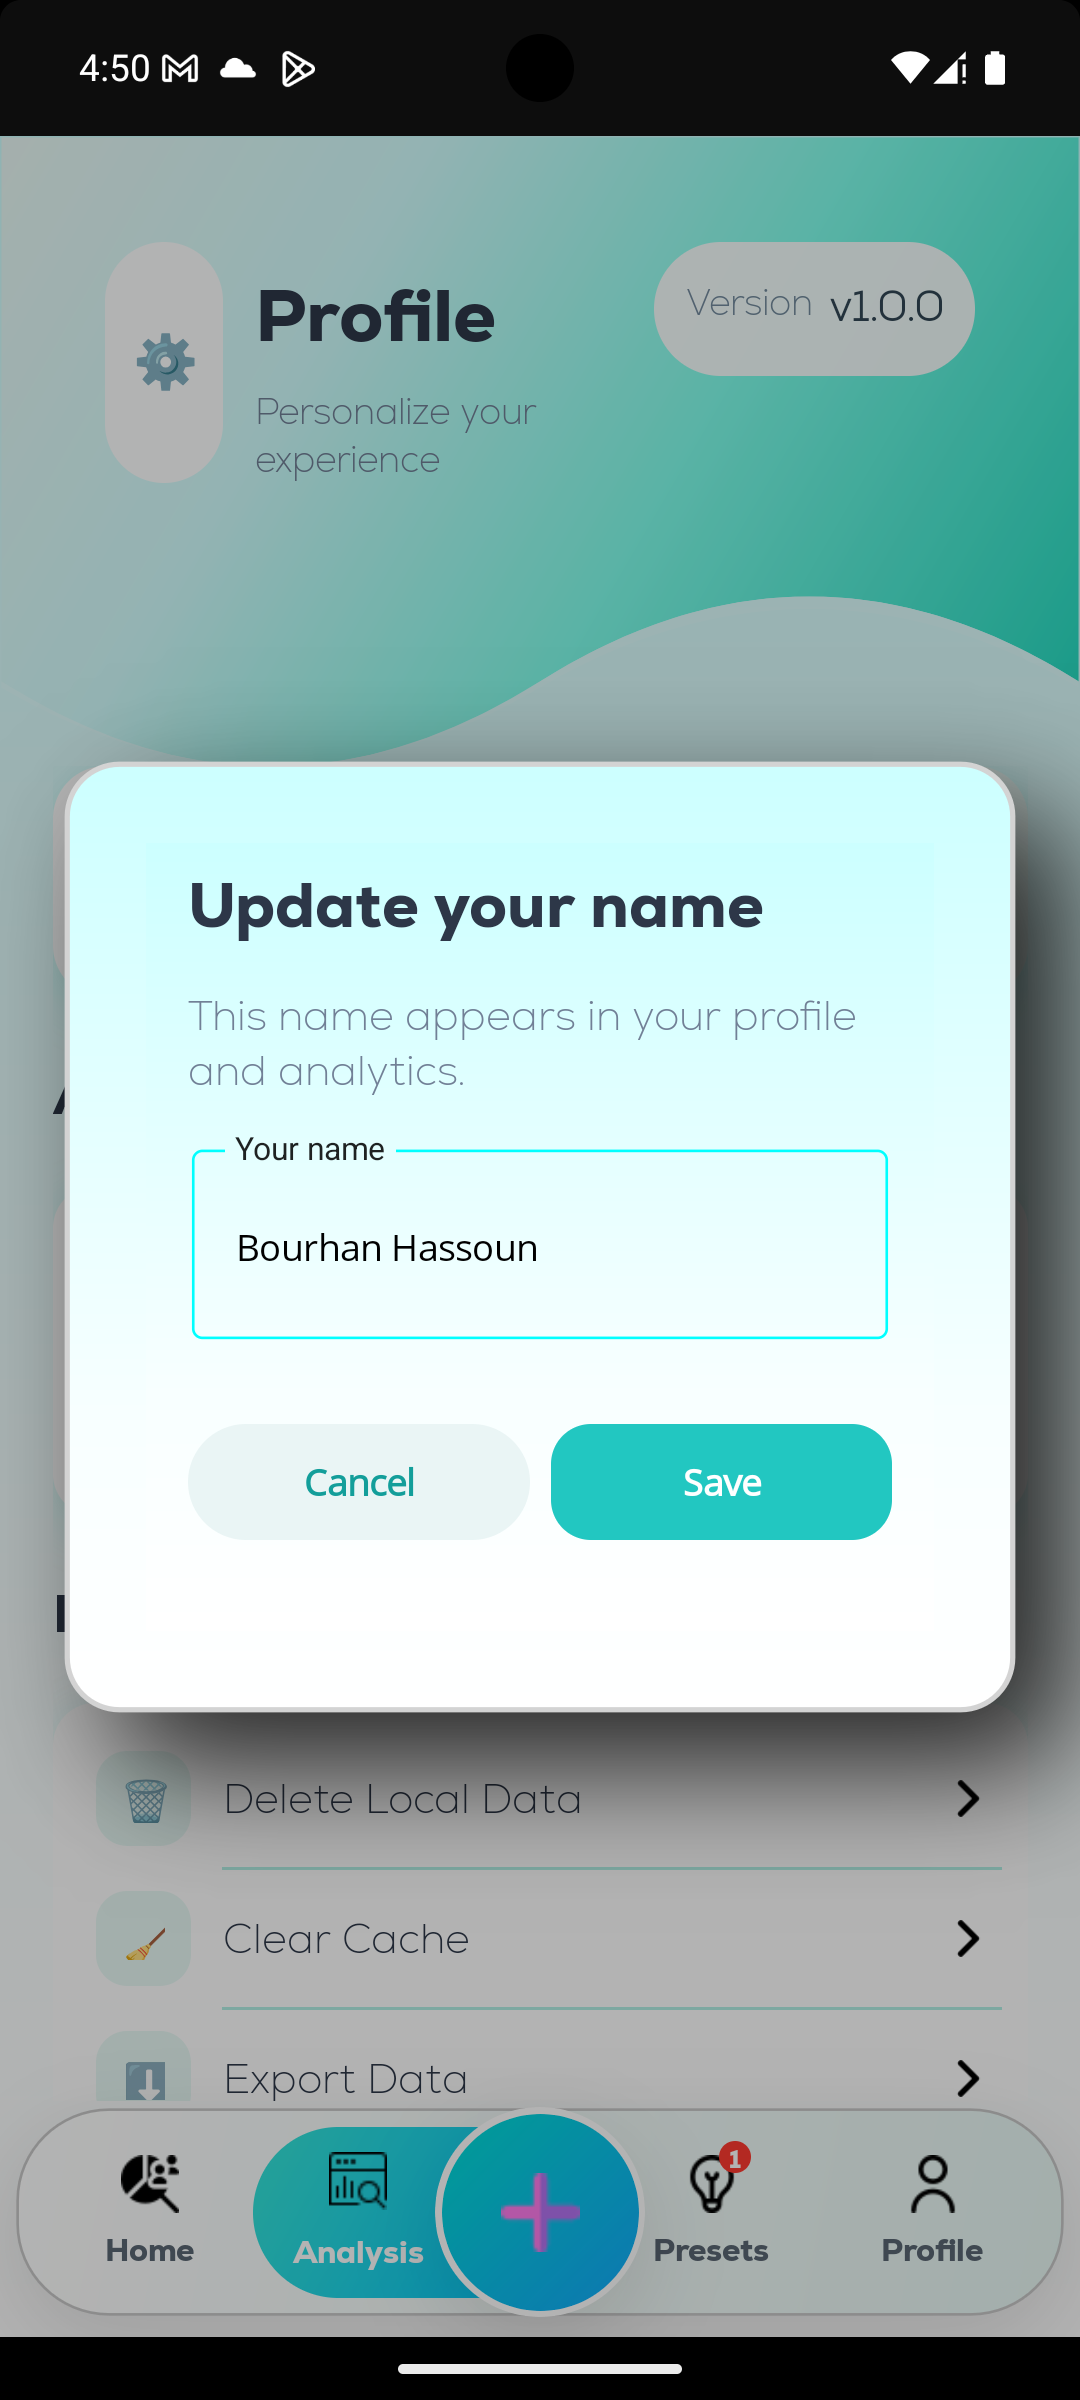 4:50
Profile
Version v1.0.0
Personalize your
experience
Update your name
This name appears in your profile
and analytics.
Your name
Bourhan Hassoun
Cancel
Save
Delete Local Data
Clear Cache
Export Data
1
Home
Analysis
Presets
Profile